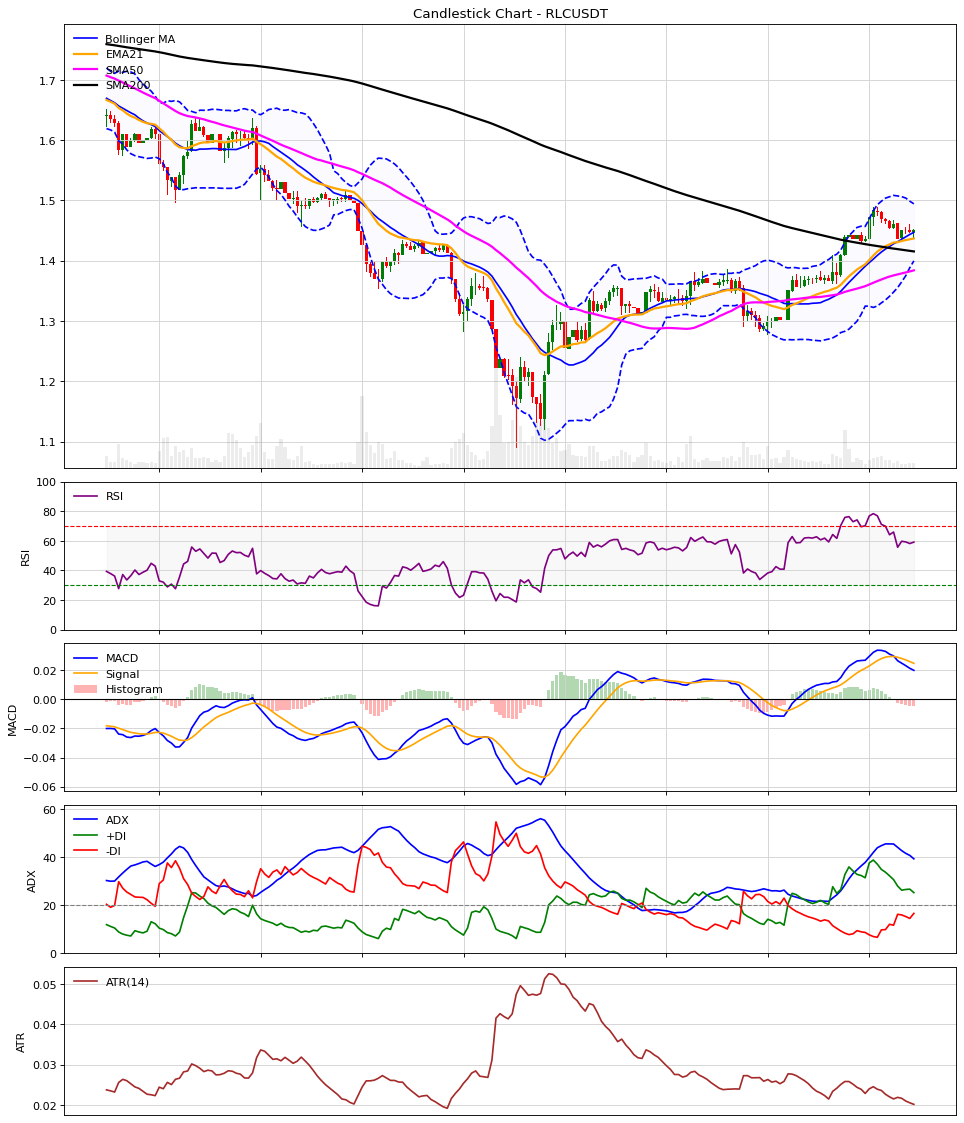 Candlestick Chart - RLCUSDT
Bollinger MA
EMA21
SMA50
SMA200
1.7
1.6
1.5
1.4
1.3
1.2
1.1
RSI
100
80
60
40
20
0
RSI
MACD
Signal
Histogram
0.02
0.00
−0.02
−0.04
−0.06
MACD
ADX
+DI
-DI
60
40
20
0
ADX
ATR(14)
0.05
0.04
0.03
0.02
ATR